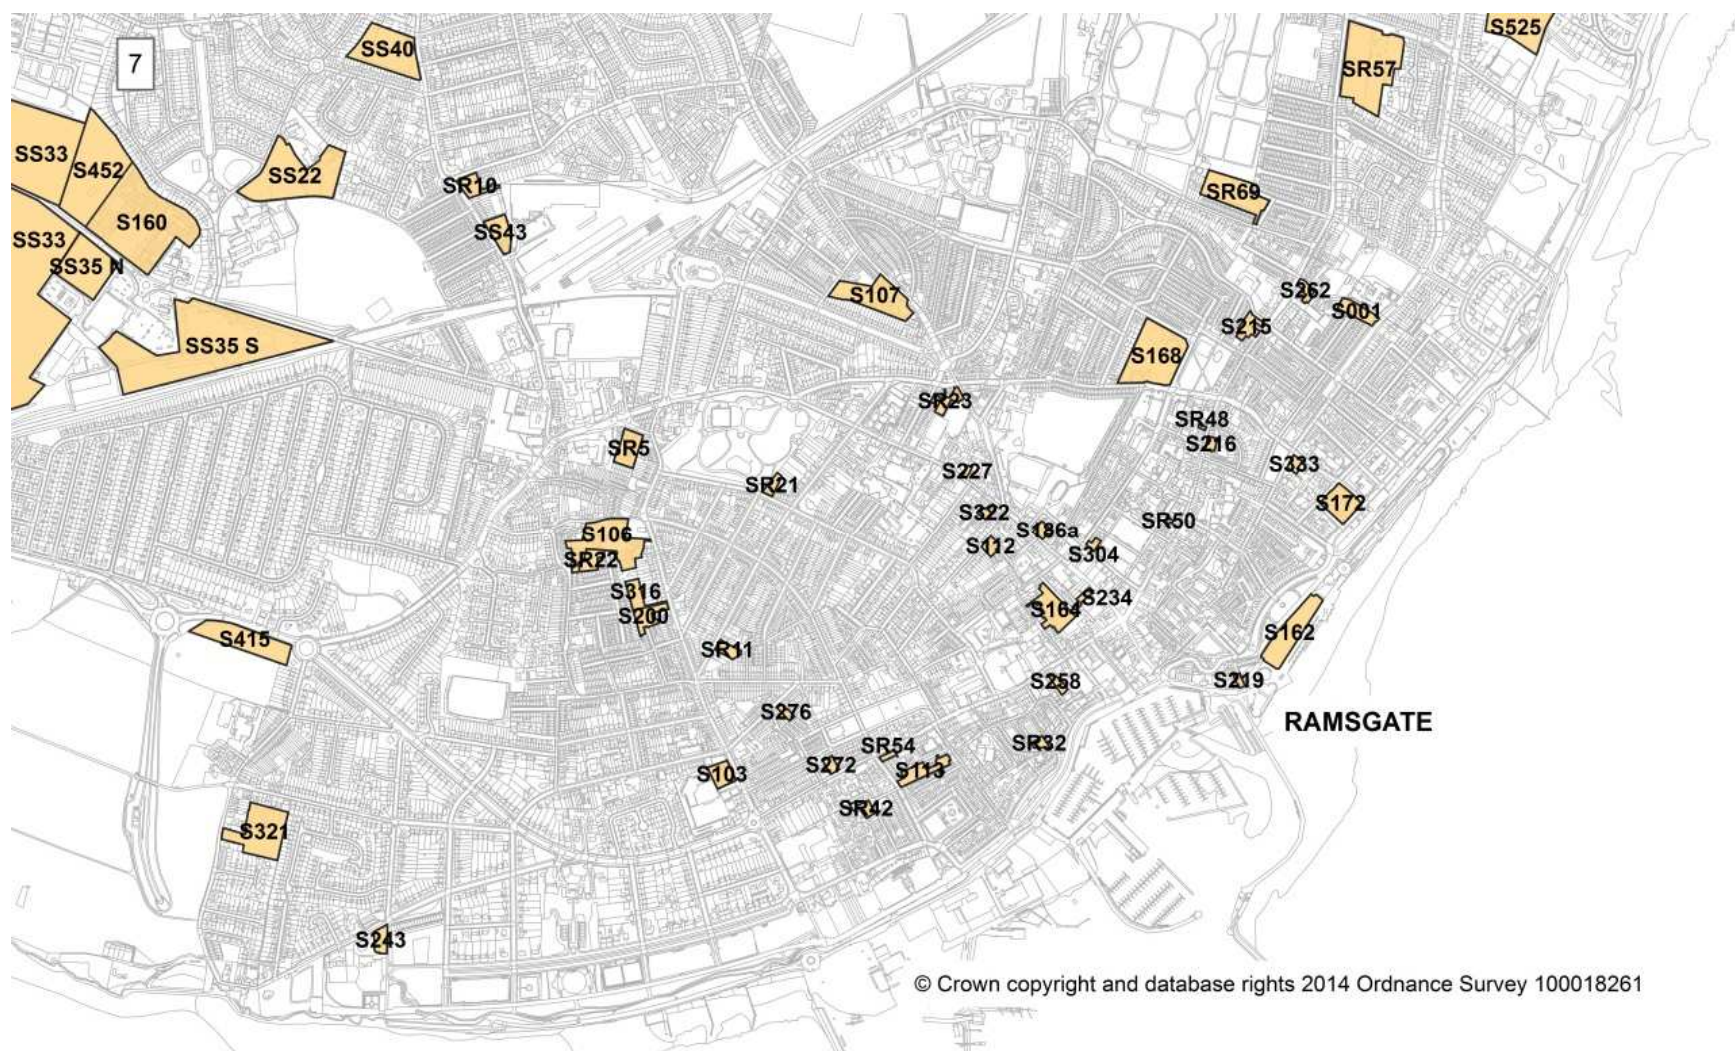 S525
SS40
7
SR57
SS33
S452
SS22
SR10
SR69
S160
SS43
SS33
SS35 N
S107
S262
S001
S215
SS35 S
S168
SR23
SR48
S216
SR5
S227
S333
SR21
S172
S322
SR50
S106
S186a
S112
S304
SR22
S316
S234
S164
S200
S415
S162
SR11
S258
S219
S276
RAMSGATE
SR32
SR54
S272
S113
S103
SR42
S321
S243
© Crown copyright and database rights 2014 Ordnance Survey 100018261